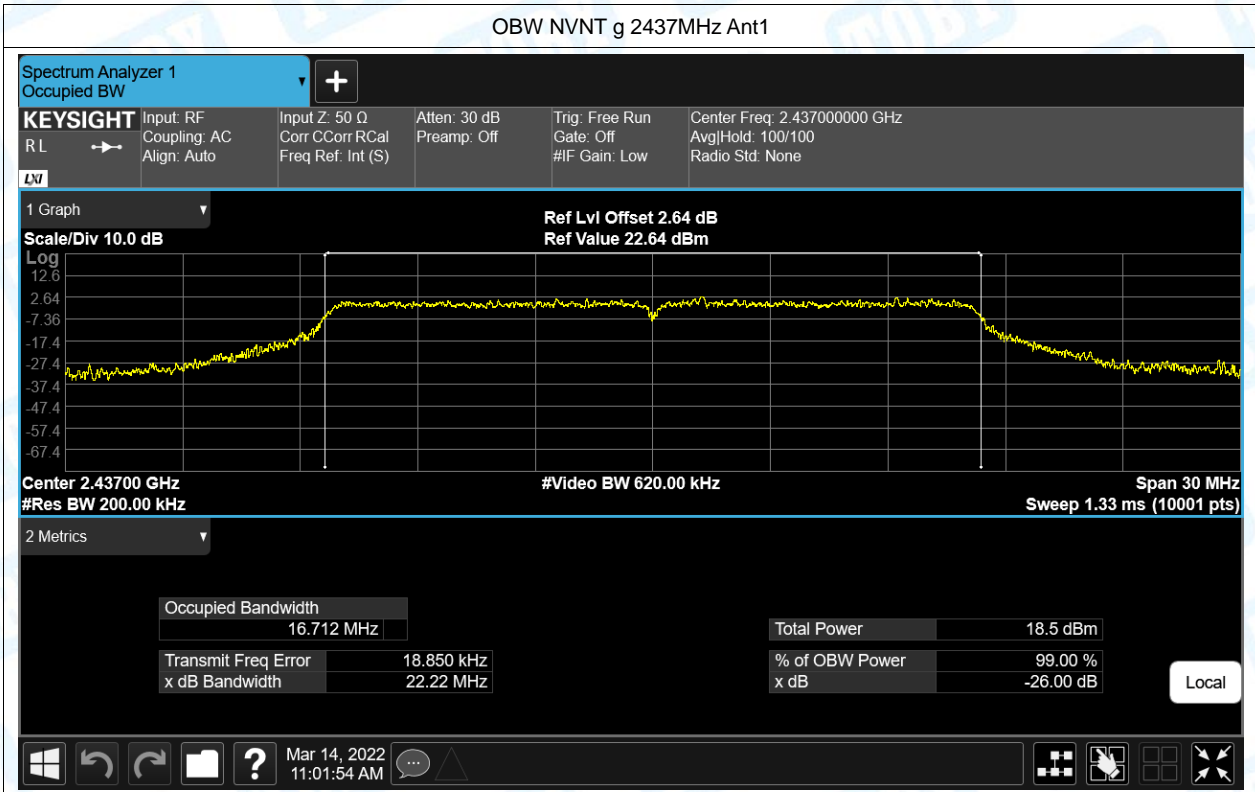 OBW NVNT g 2437MHz Ant1
Spectrum Analyzer 1
Occupied BW
KEYSIGHT
R L
LXI
Input: RF
Coupling: AC
Align: Auto
Input Z: 50 Ω
Corr CCorr RCal
Freq Ref: Int (S)
Atten: 30 dB
Preamp: Off
Trig: Free Run
Gate: Off
#IF Gain: Low
Center Freq: 2.437000000 GHz
Avg|Hold: 100/100
Radio Std: None
1 Graph
Scale/Div 10.0 dB
Ref Lvl Offset 2.64 dB
Ref Value 22.64 dBm
Log
12.6
2.64
-7.36
-17.4
-27.4
-37.4
-47.4
-57.4
-67.4
Center 2.43700 GHz
#Res BW 200.00 kHz
#Video BW 620.00 kHz
Span 30 MHz
Sweep 1.33 ms (10001 pts)
2 Metrics
Occupied Bandwidth
16.712 MHz
Transmit Freq Error 18.850 kHz
x dB Bandwidth 22.22 MHz
Total Power 18.5 dBm
% of OBW Power 99.00 %
x dB -26.00 dB
Local
Mar 14, 2022
11:01:54 AM